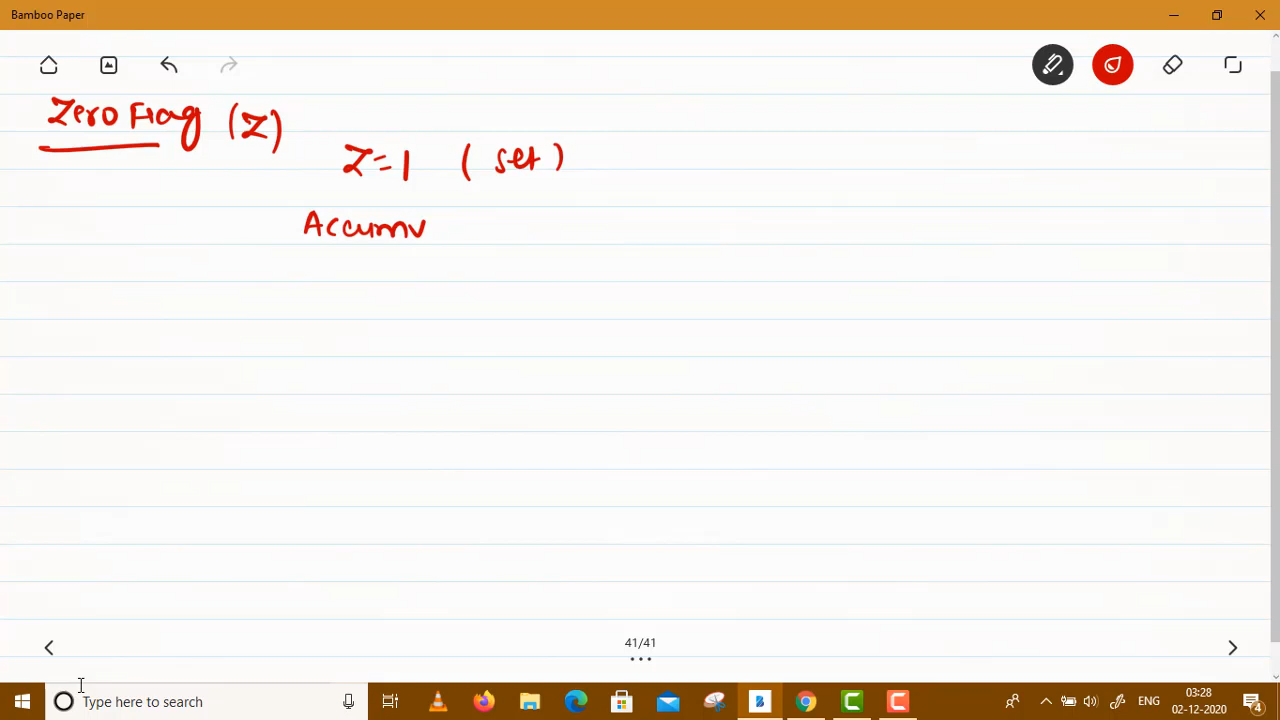 Bamboo Paper
Zero Flag (Z)
Z=1 (set)
Accumu
41/41
Type here to search
ENG
03:28
02-12-2020
4